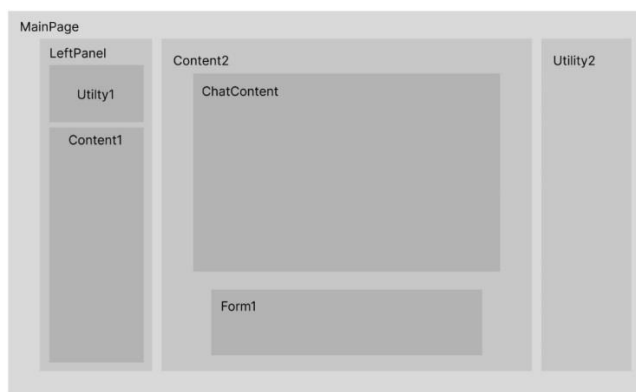 MainPage
LeftPanel
Utilty1
Content1
Content2
ChatContent
Form1
Utility2